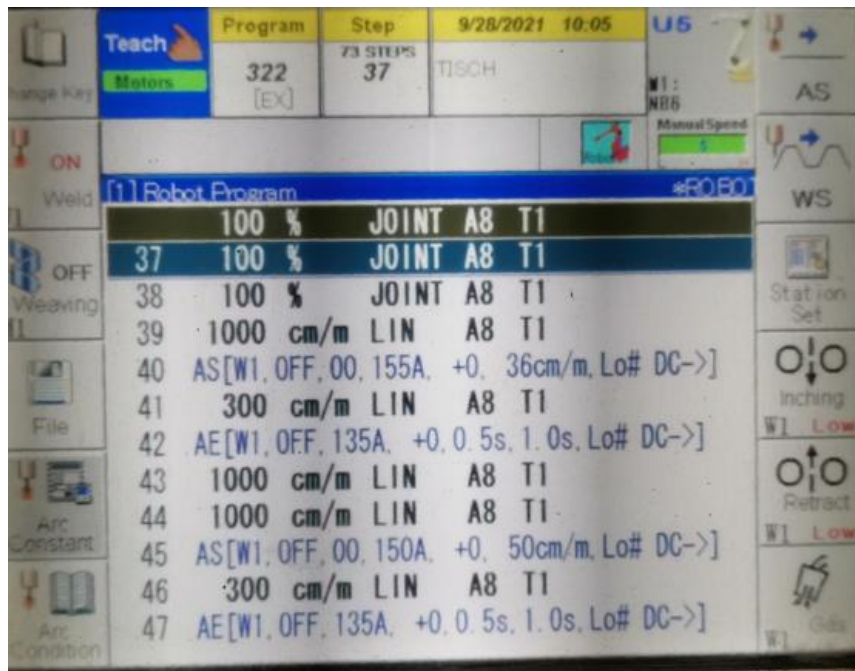 Teach
Motors
Program
322
[EX]
Step
73 STEPS
37
9/28/2021 10:05
TISCH
U5
W1:
NB6
Manual Speed
5
AS
ON
Weld
WS
OFF
Weaving
Station
Set
File
Inching
W1 Low
Arc
Constant
Retract
W1 Low
Arc
Condition
Gas
W1
[1] Robot Program
100 % JOINT A8 T1
37 100 % JOINT A8 T1
38 100 % JOINT A8 T1
39 1000 cm/m LIN A8 T1
40 AS[W1,OFF,00,155A, +0, 36cm/m,Lo# DC->]
41 300 cm/m LIN A8 T1
42 AE[W1,OFF,135A, +0,0.5s,1.0s,Lo# DC->]
43 1000 cm/m LIN A8 T1
44 1000 cm/m LIN A8 T1
45 AS[W1,OFF,00,150A, +0, 50cm/m,Lo# DC->]
46 300 cm/m LIN A8 T1
47 AE[W1,OFF,135A, +0,0.5s,1.0s,Lo# DC->]